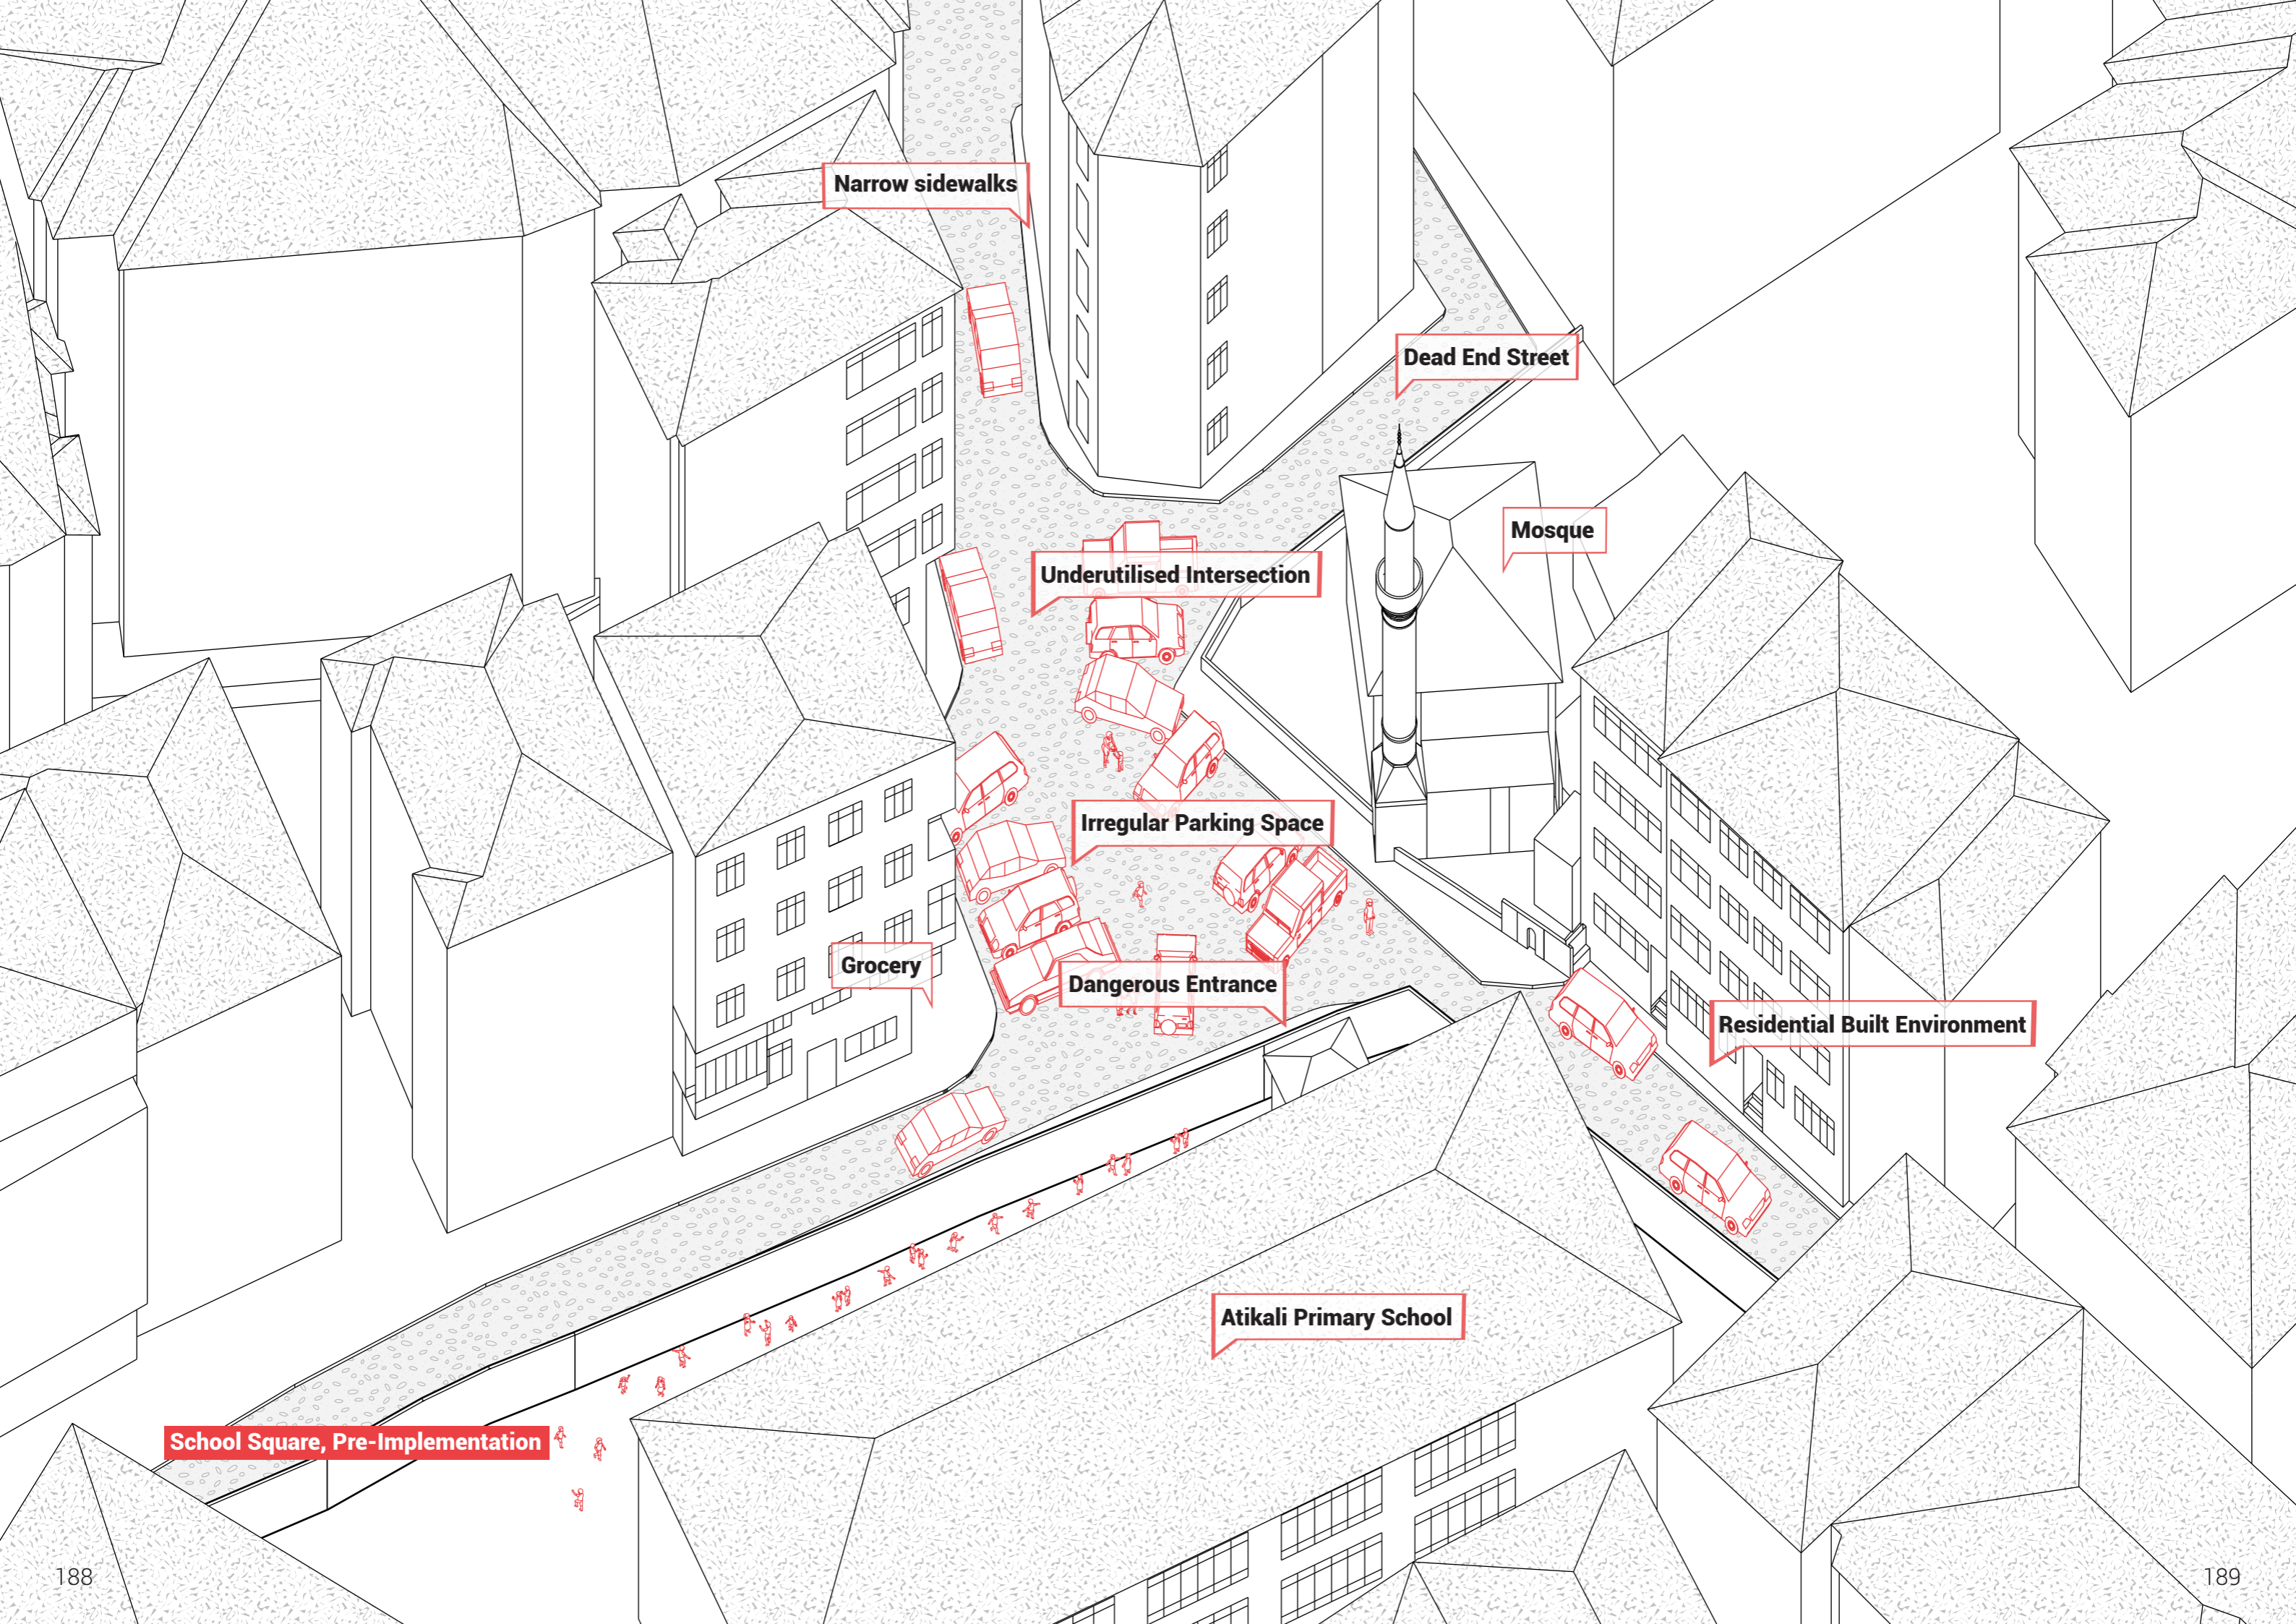 Narrow sidewalks
Dead End Street
Mosque
Underutilised Intersection
Irregular Parking Space
Grocery
Dangerous Entrance
Residential Built Environment
Atikali Primary School
School Square, Pre-Implementation
188
189